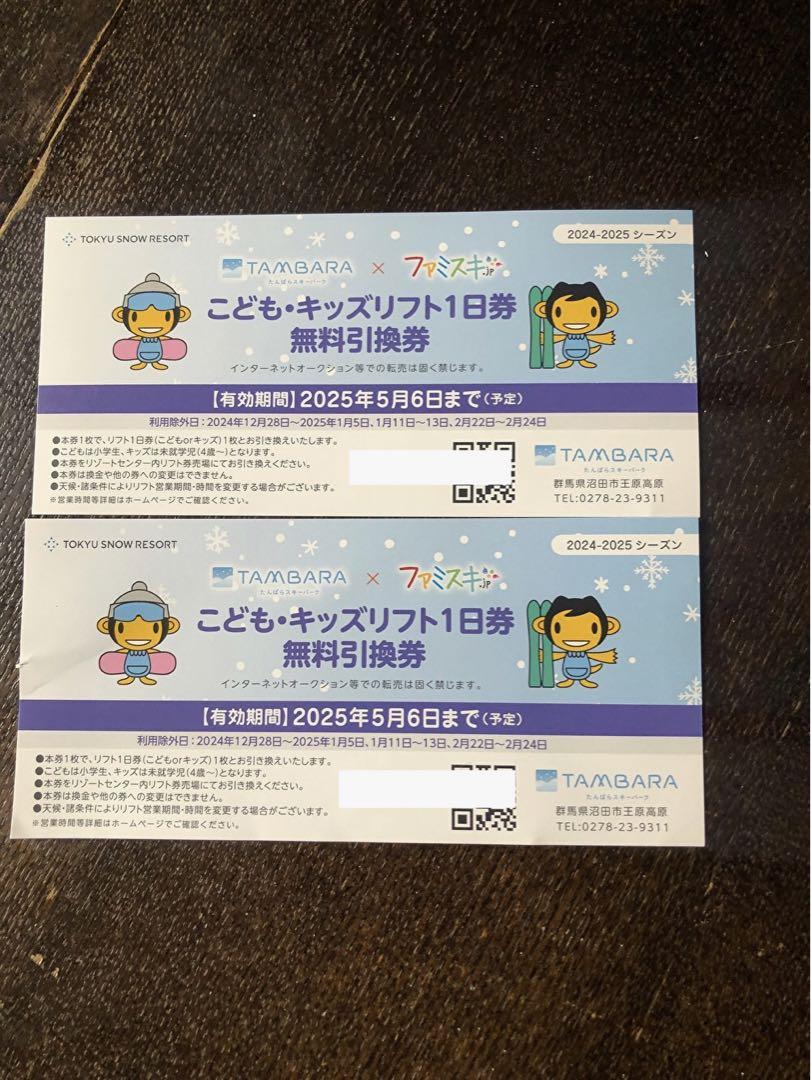 TOKYU SNOW RESORT
2024-2025 シーズン
TAMBARA × ファミスキ.jp
たんばらスキーパーク
こども・キッズリフト1日券
無料引換券
インターネットオークション等での転売は固く禁じます。
【有効期間】2025年5月6日まで(予定)
利用除外日:2024年12月28日〜2025年1月5日、1月11日〜13日、2月22日〜2月24日
●本券1枚で、リフト1日券(こどもorキッズ)1枚とお引き換えいたします。
●こどもは小学生、キッズは未就学児(4歳〜)となります。
●本券をリゾートセンター内リフト券売場にてお引き換えください。
●本券は換金や他の券への変更はできません。
●天候・諸条件によりリフト営業期間・時間を変更する場合がございます。
※営業時間等詳細はホームページでご確認ください。
TAMBARA
たんばらスキーパーク
群馬県沼田市玉原高原
TEL:0278-23-9311
TOKYU SNOW RESORT
2024-2025 シーズン
TAMBARA × ファミスキ.jp
たんばらスキーパーク
こども・キッズリフト1日券
無料引換券
インターネットオークション等での転売は固く禁じます。
【有効期間】2025年5月6日まで(予定)
利用除外日:2024年12月28日〜2025年1月5日、1月11日〜13日、2月22日〜2月24日
●本券1枚で、リフト1日券(こどもorキッズ)1枚とお引き換えいたします。
●こどもは小学生、キッズは未就学児(4歳〜)となります。
●本券をリゾートセンター内リフト券売場にてお引き換えください。
●本券は換金や他の券への変更はできません。
●天候・諸条件によりリフト営業期間・時間を変更する場合がございます。
※営業時間等詳細はホームページでご確認ください。
TAMBARA
たんばらスキーパーク
群馬県沼田市玉原高原
TEL:0278-23-9311